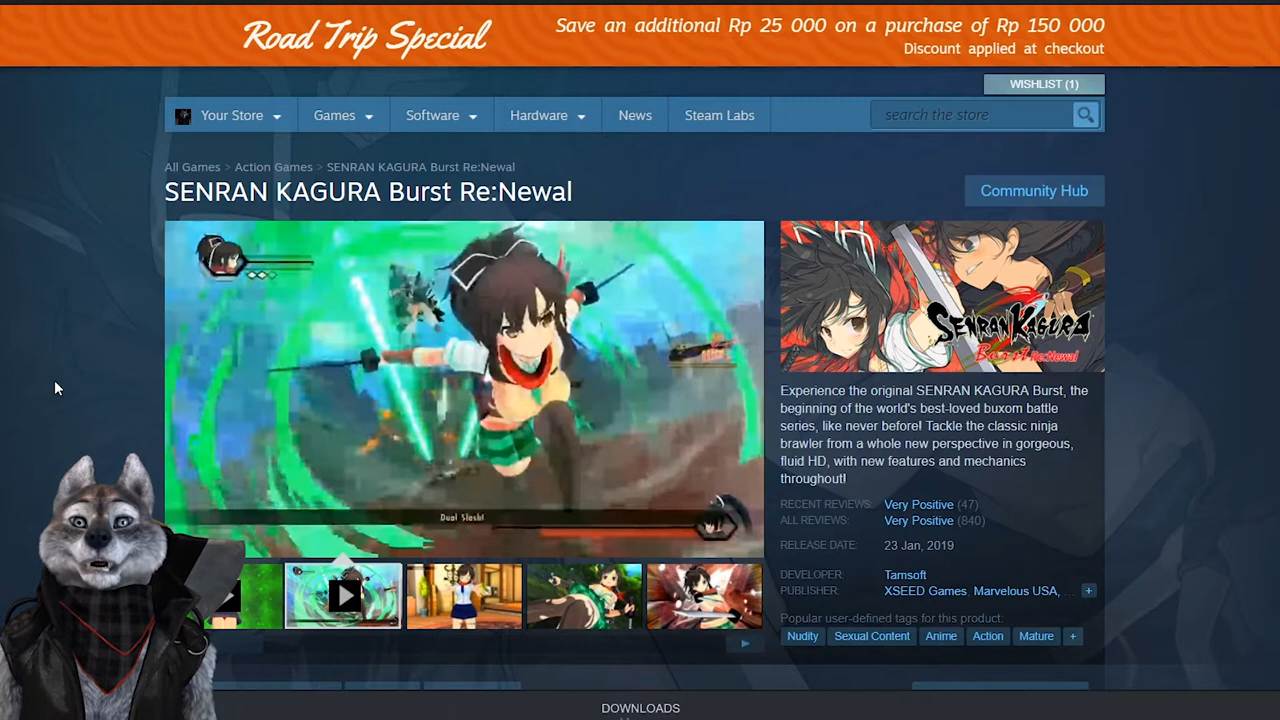 Road Trip Special
Save an additional Rp 25 000 on a purchase of Rp 150 000
Discount applied at checkout
WISHLIST (1)
Your Store
Games
Software
Hardware
News
Steam Labs
search the store
All Games > Action Games > SENRAN KAGURA Burst Re:Newal
SENRAN KAGURA Burst Re:Newal
Community Hub
SENRAN KAGURA
Burst Re:Newal
Dual Slash!
Experience the original SENRAN KAGURA Burst, the
beginning of the world's best-loved buxom battle
series, like never before! Tackle the classic ninja
brawler from a whole new perspective in gorgeous,
fluid HD, with new features and mechanics
throughout!
RECENT REVIEWS: Very Positive (47)
ALL REVIEWS: Very Positive (840)
RELEASE DATE: 23 Jan, 2019
DEVELOPER: Tamsoft
PUBLISHER: XSEED Games, Marvelous USA, ... +
Popular user-defined tags for this product:
Nudity Sexual Content Anime Action Mature +
DOWNLOADS